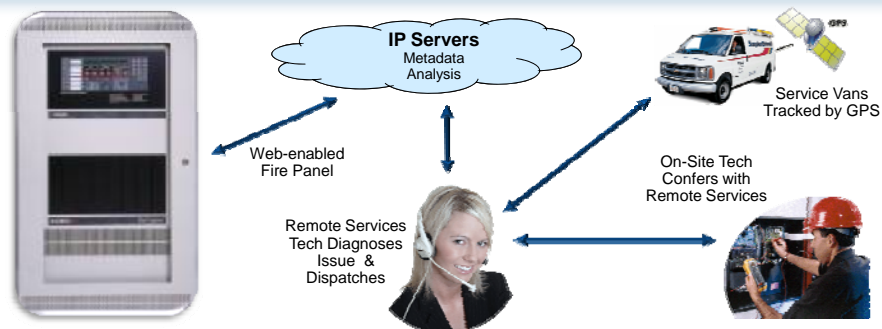 IP Servers
Metadata
Analysis
GPS
Service Vans
Tracked by GPS
Web-enabled
Fire Panel
On-Site Tech
Confers with
Remote Services
Remote Services
Tech Diagnoses
Issue &
Dispatches